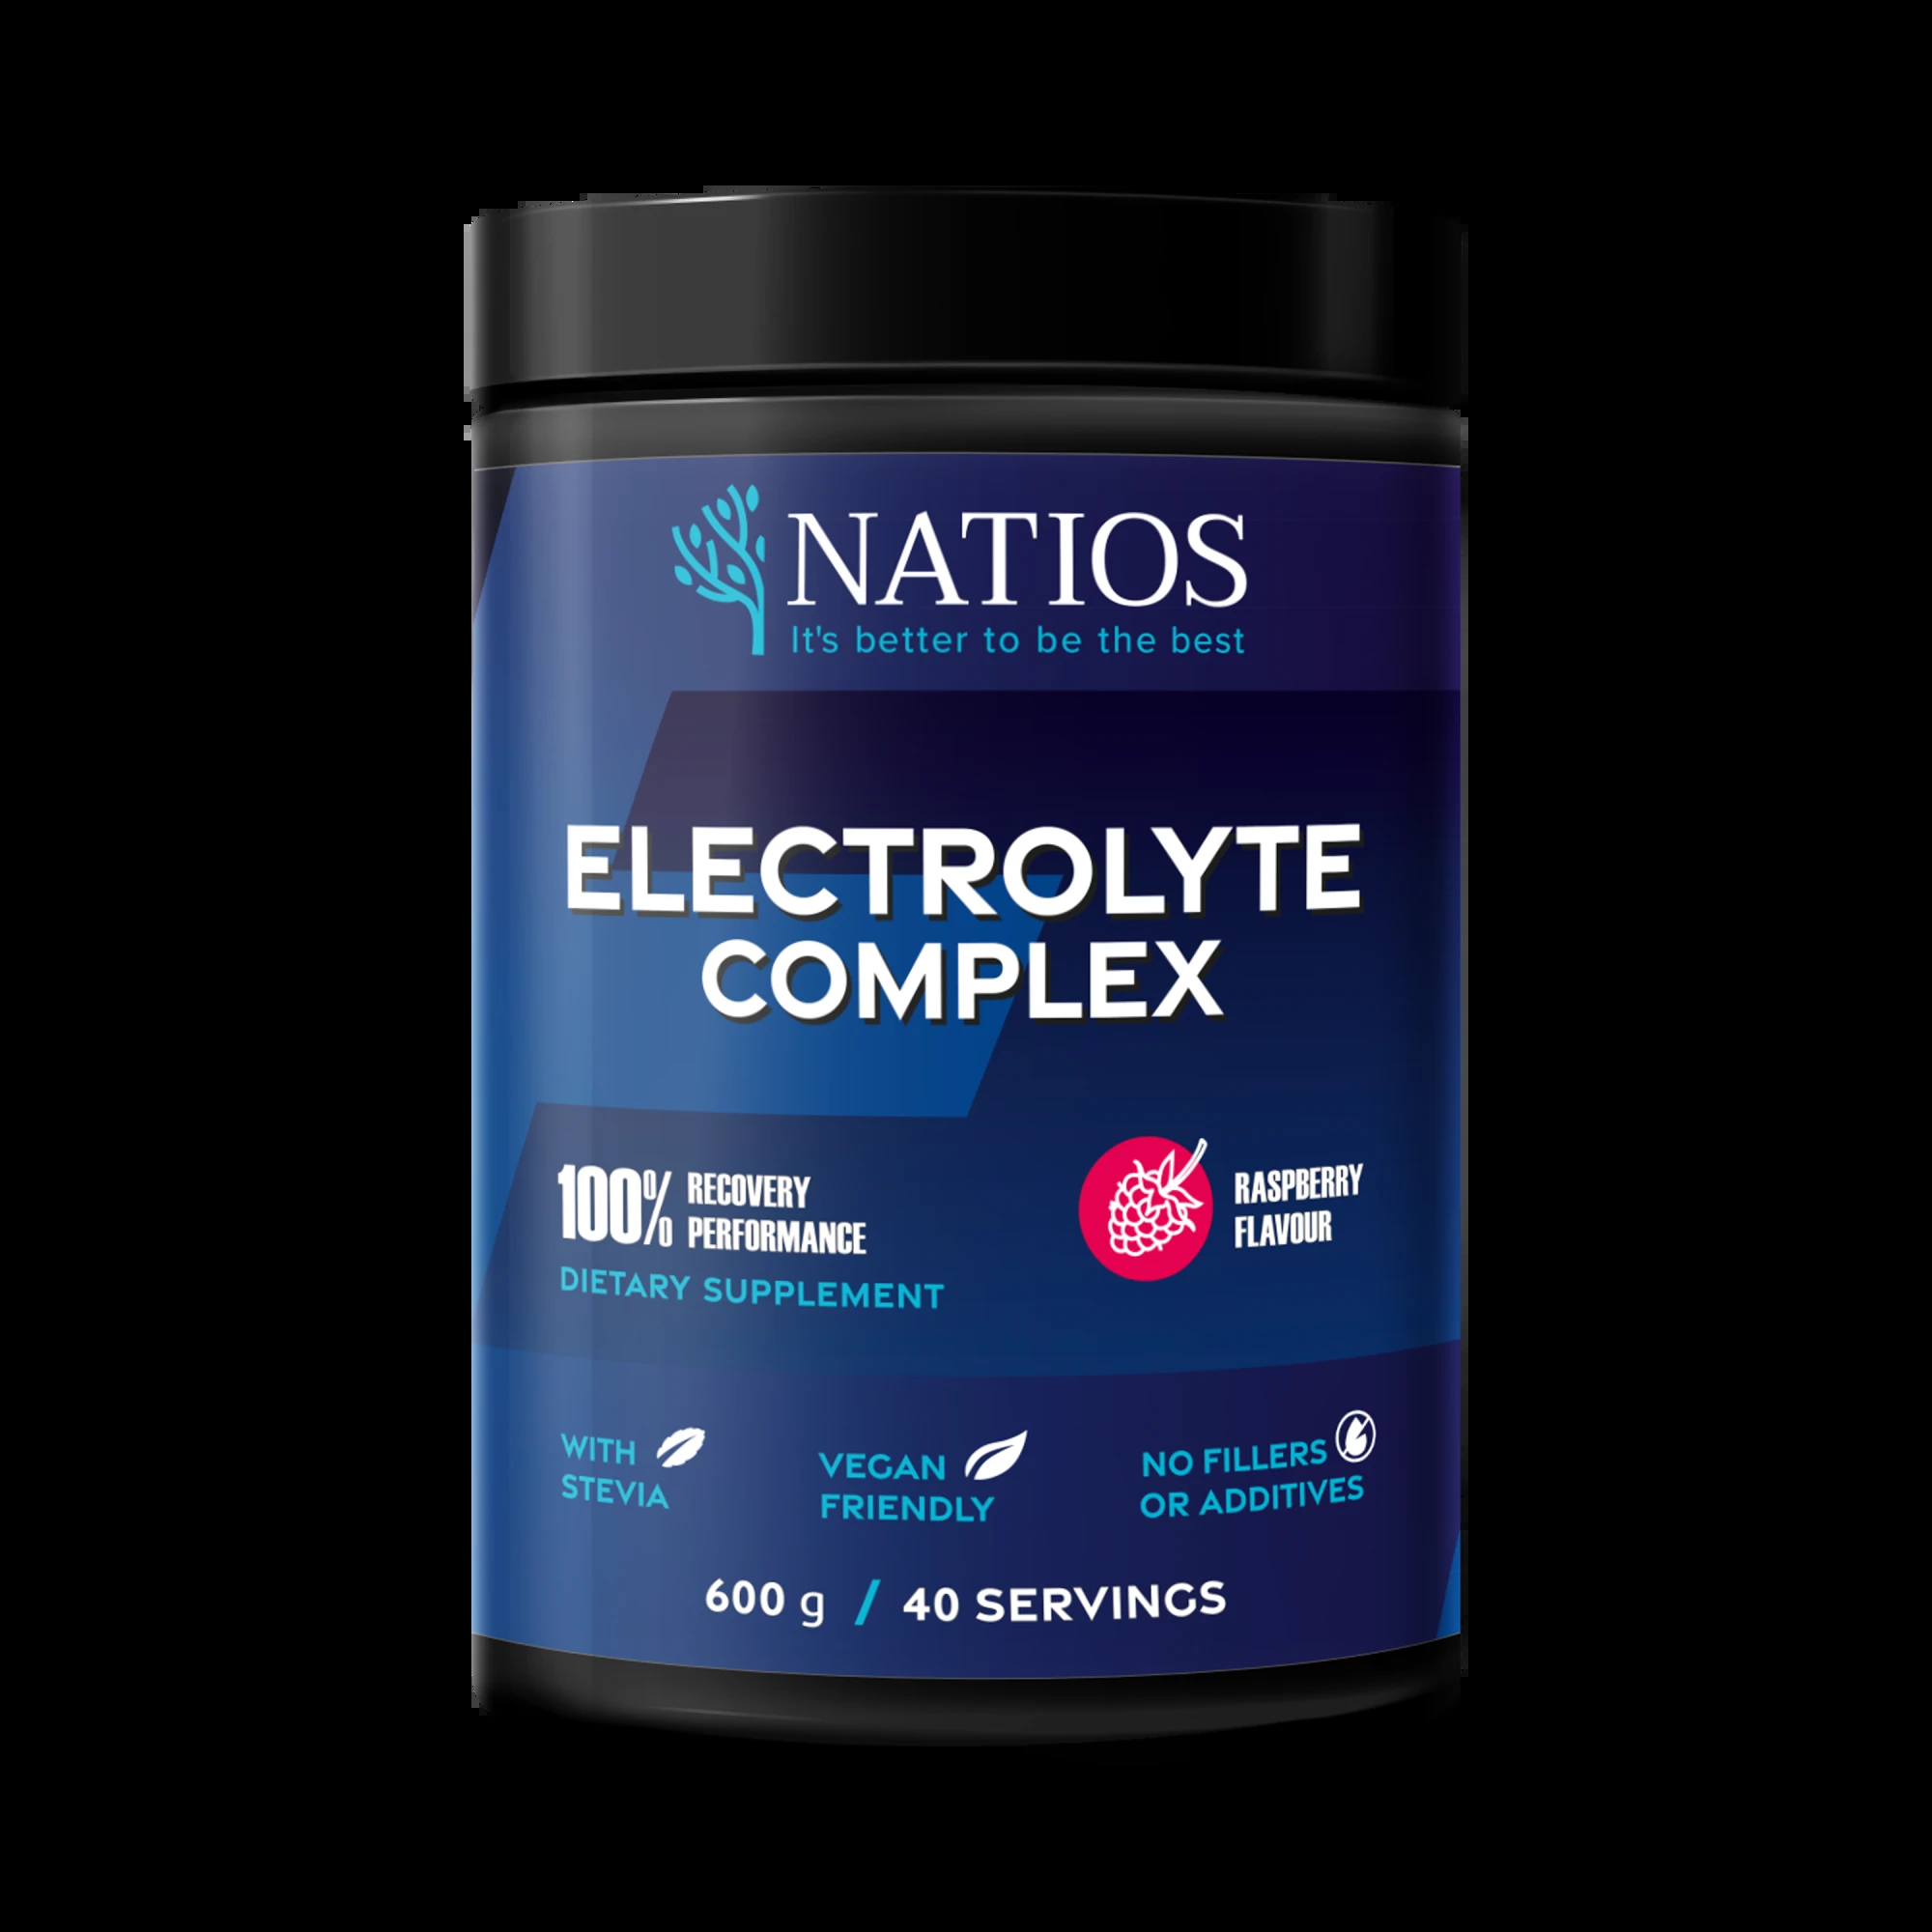 NATIOS
It's better to be the best
ELECTROLYTE
COMPLEX
100% RECOVERY
PERFORMANCE
DIETARY SUPPLEMENT
RASPBERRY
FLAVOUR
WITH
STEVIA
VEGAN
FRIENDLY
NO FILLERS
OR ADDITIVES
600 g / 40 SERVINGS